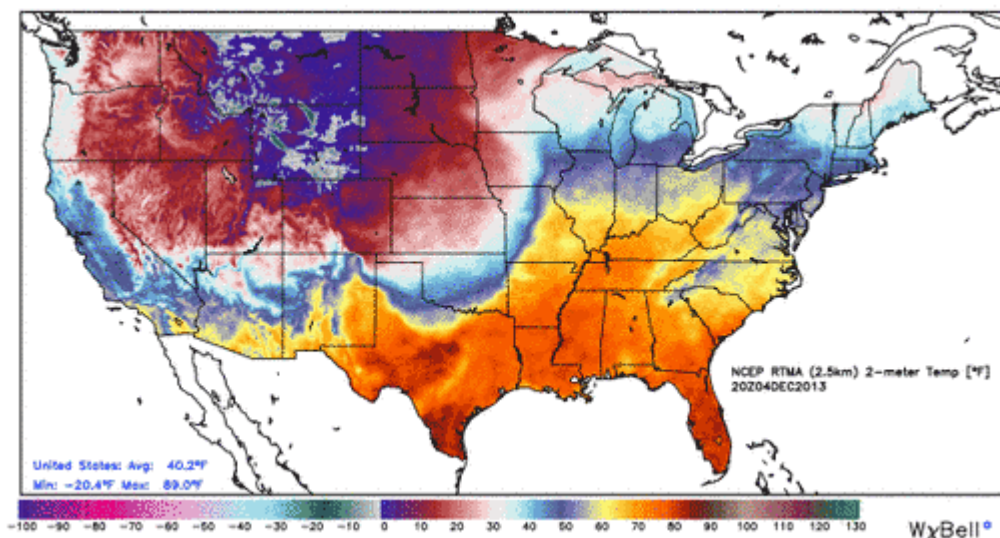 NCEP RTMA (2.5km) 2-meter Temp [°F]
20Z04DEC2013
United States: Avg: 40.2°F
Min: -20.4°F Max: 89.0°F
-100 -90 -80 -70 -60 -50 -40 -30 -20 -10 0 10 20 30 40 50 60 70 80 90 100 110 120 130
WxBell°